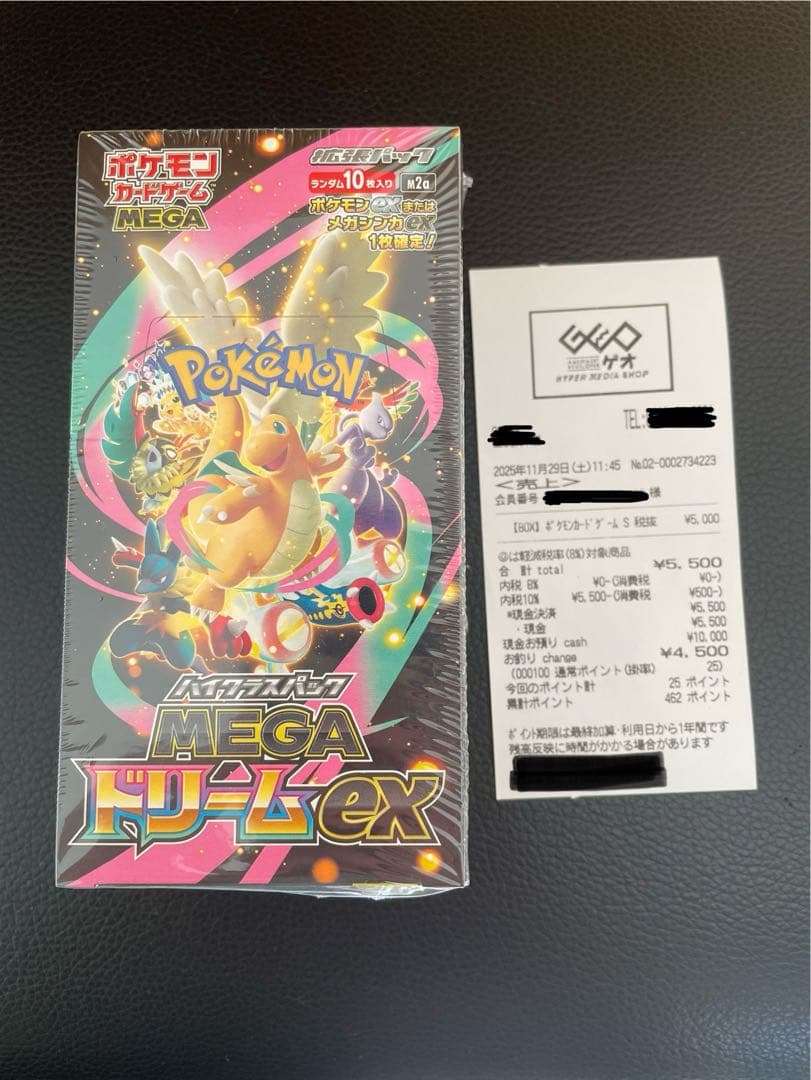 ポケモン
カードゲーム
MEGA
拡張パック
ランダム10枚入り M2a
ポケモンexまたは
メガシンカex
1枚確定!
POKÉMON
ハイクラスパック
MEGA
ドリームex
GEO
ゲオ
HYPER MEDIA SHOP
TEL:
2025年11月29日(土)11:45 No.02-0002734223
<売上>
会員番号 様
【BOX】ポケモンカードゲーム S 税抜 ¥5,000
@は軽減税率(8%)対象商品
合 計 total ¥5,500
内税 8% ¥0-(消費税 ¥0-)
内税10% ¥5,500-(消費税 ¥500-)
*現金決済 ¥5,500
・現金 ¥5,500
現金お預り cash ¥10,000
お釣り change ¥4,500
(000100 通常ポイント(掛率) 25)
今回のポイント計 25 ポイント
累計ポイント 462 ポイント
ポイント期限は最終加算・利用日から1年間です
残高反映に時間がかかる場合があります